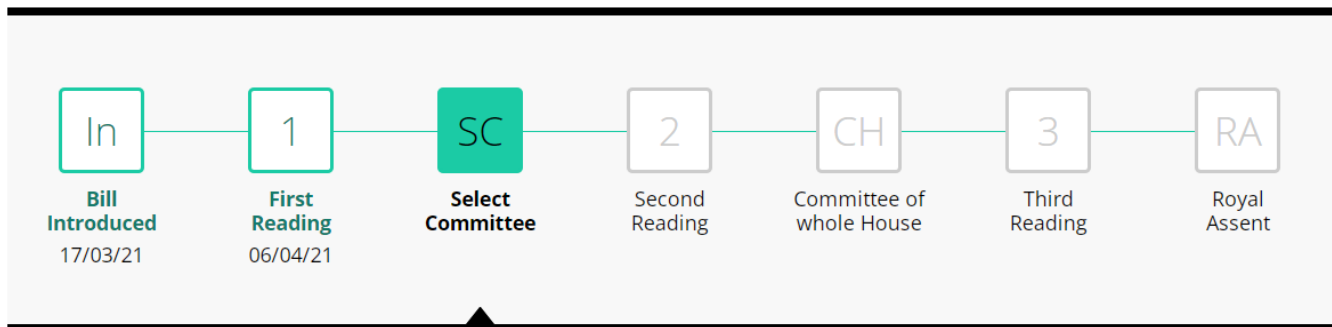 In
1
SC
2
CH
3
RA
Bill
Introduced
17/03/21
First
Reading
06/04/21
Select
Committee
Second
Reading
Committee of
whole House
Third
Reading
Royal
Assent